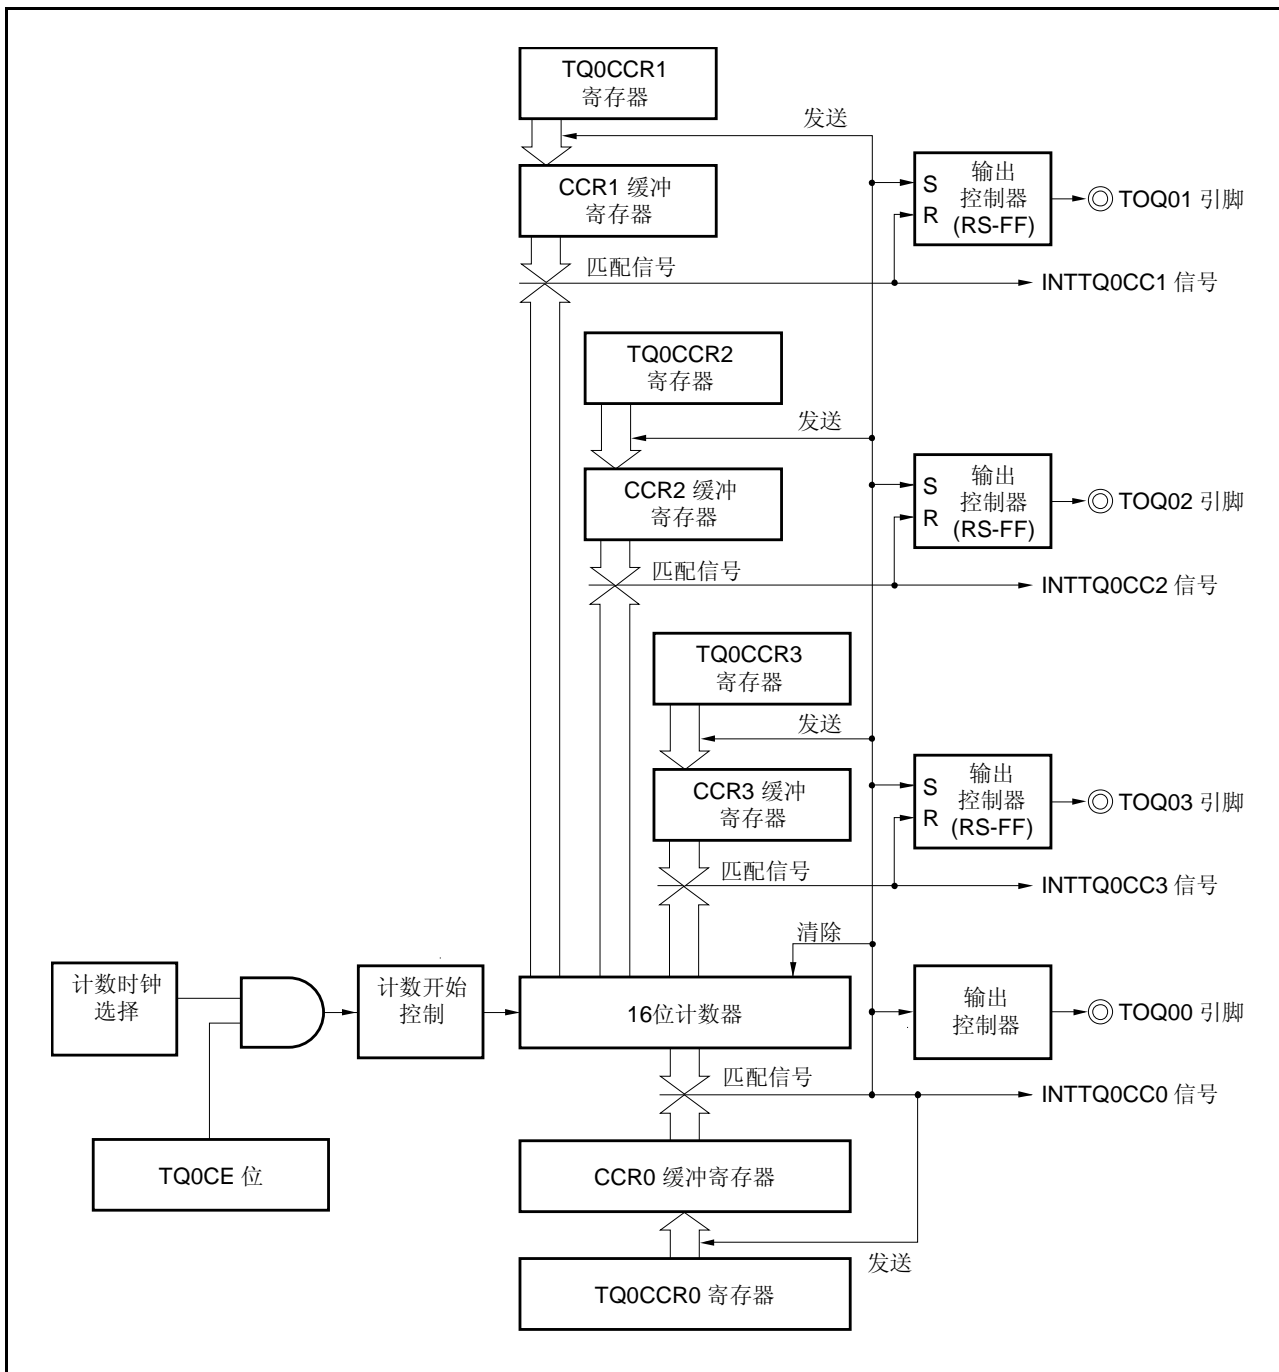 TQ0CCR1
寄存器
发送
CCR1 缓冲
寄存器
S
R
输出
控制器
(RS-FF)
TOQ01 引脚
匹配信号
INTTQ0CC1 信号
TQ0CCR2
寄存器
发送
CCR2 缓冲
寄存器
S
R
输出
控制器
(RS-FF)
TOQ02 引脚
匹配信号
INTTQ0CC2 信号
TQ0CCR3
寄存器
发送
CCR3 缓冲
寄存器
S
R
输出
控制器
(RS-FF)
TOQ03 引脚
匹配信号
INTTQ0CC3 信号
清除
计数时钟
选择
计数开始
控制
16位计数器
输出
控制器
TOQ00 引脚
匹配信号
INTTQ0CC0 信号
TQ0CE 位
CCR0 缓冲寄存器
发送
TQ0CCR0 寄存器